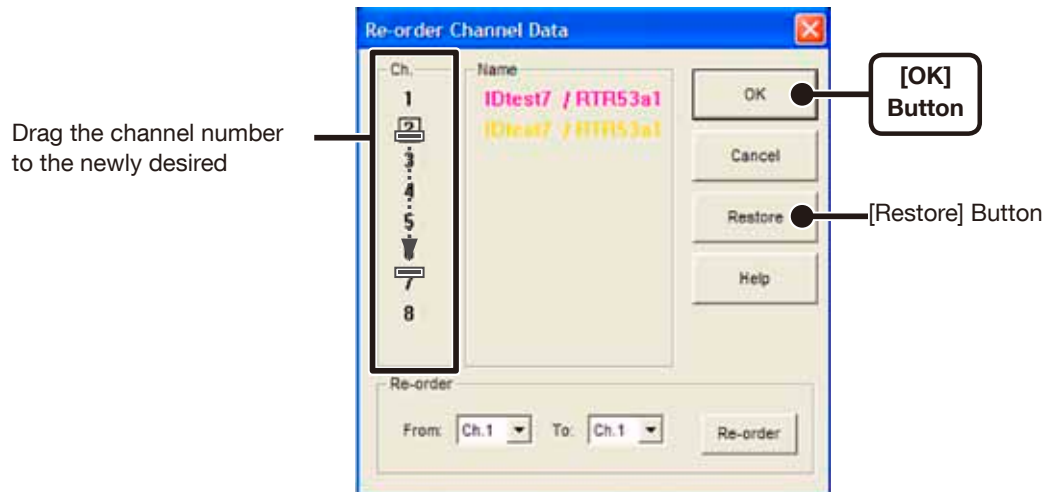 Re-order Channel Data
Ch.
Name
1
IDtest7 / RTR53a1
OK
[OK]
Button
2
IDtest7 / RTR53a1
Drag the channel number
to the newly desired
3
Cancel
4
5
Restore
[Restore] Button
6
7
Help
8
Re-order
From: Ch.1 To: Ch.1 Re-order